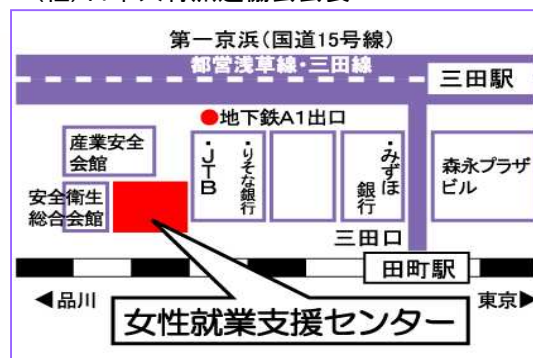 第一京浜(国道15号線)
都営浅草線・三田線
三田駅
●地下鉄A1出口
産業安全
会館
・JTB
・りそな銀行
・みずほ
銀行
森永プラザ
ビル
安全衛生
総合会館
三田口
田町駅
◀品川
東京▶
女性就業支援センター